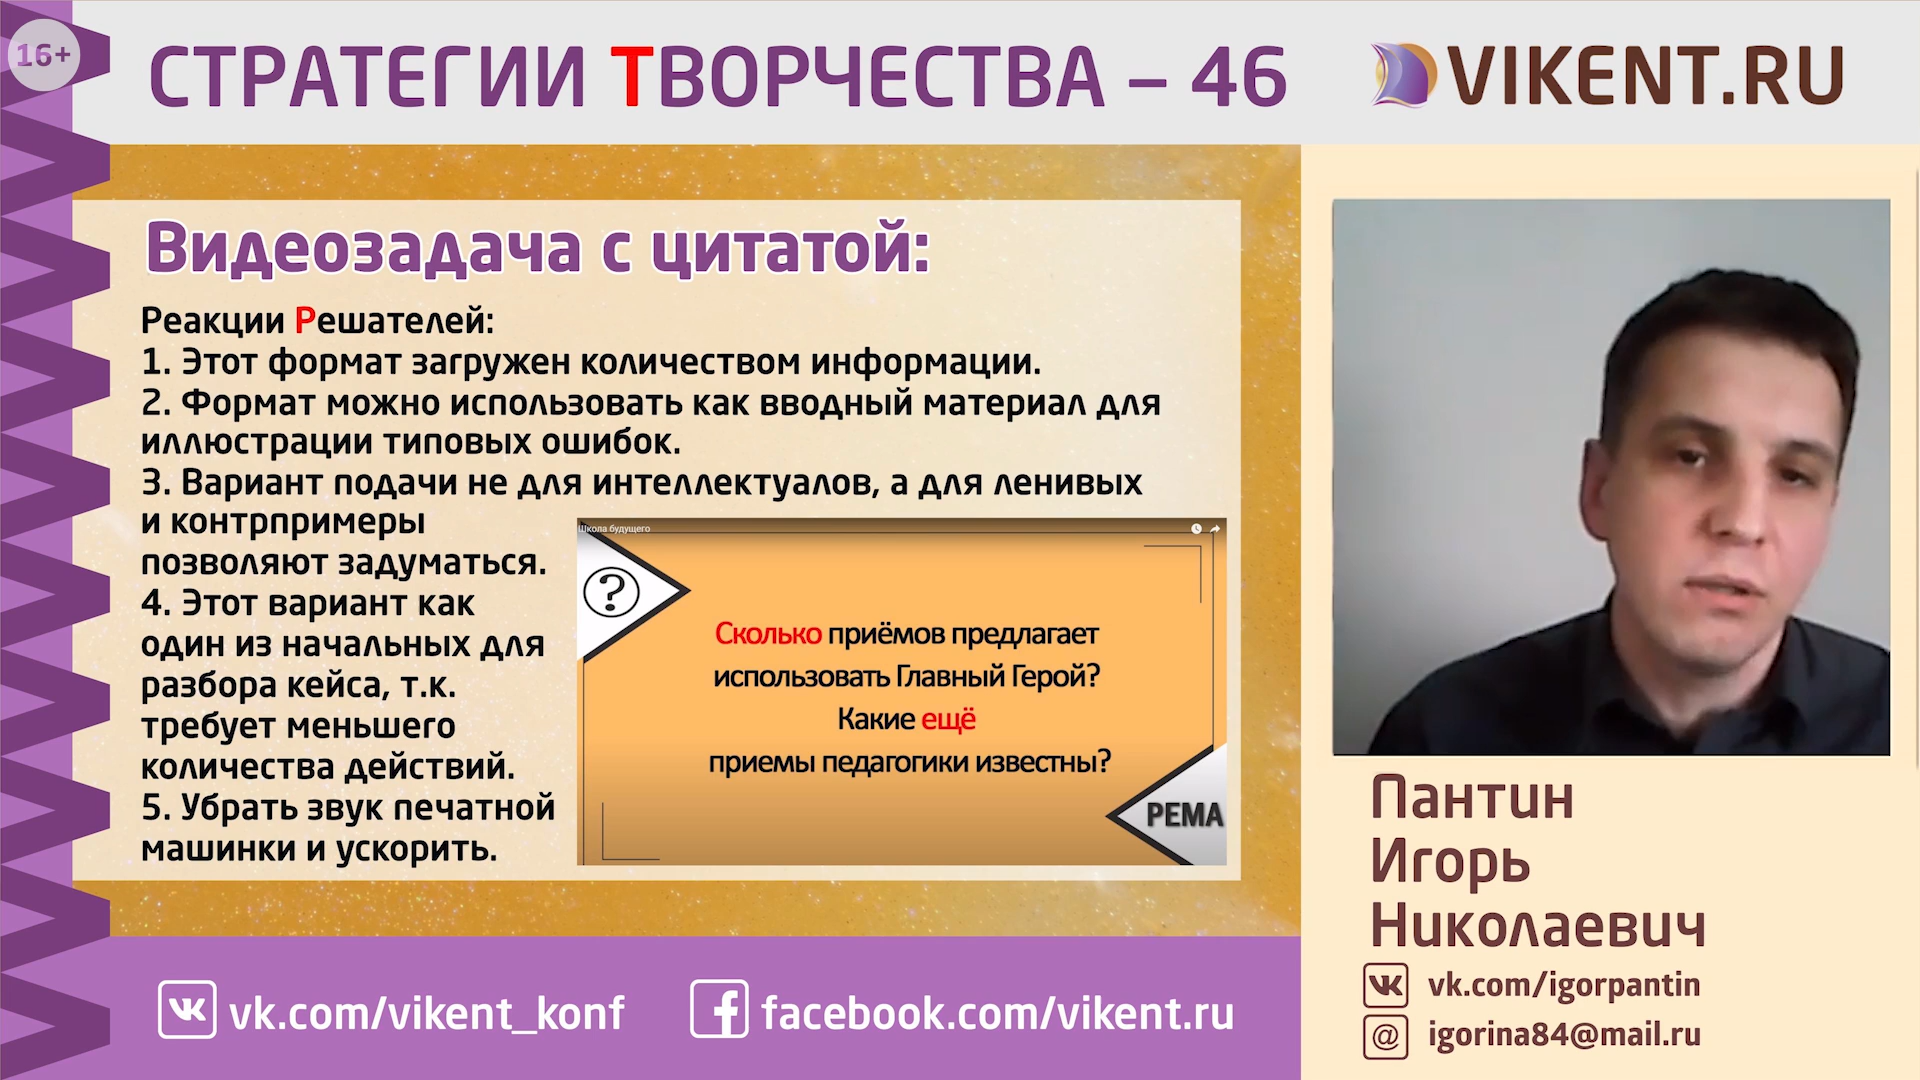 16+
СТРАТЕГИИ ТВОРЧЕСТВА – 46
VIKENT.RU
Видеозадача с цитатой:
Реакции Решателей:
1. Этот формат загружен количеством информации.
2. Формат можно использовать как вводный материал для
иллюстрации типовых ошибок.
3. Вариант подачи не для интеллектуалов, а для ленивых
и контрпримеры
позволяют задуматься.
4. Этот вариант как
один из начальных для
разбора кейса, т.к.
требует меньшего
количества действий.
5. Убрать звук печатной
машинки и ускорить.
Школа будущего
?
Сколько приёмов предлагает
использовать Главный Герой?
Какие ещё
приемы педагогики известны?
РЕМА
Пантин
Игорь
Николаевич
vk.com/igorpantin
@ igorina84@mail.ru
vk.com/vikent_konf
facebook.com/vikent.ru